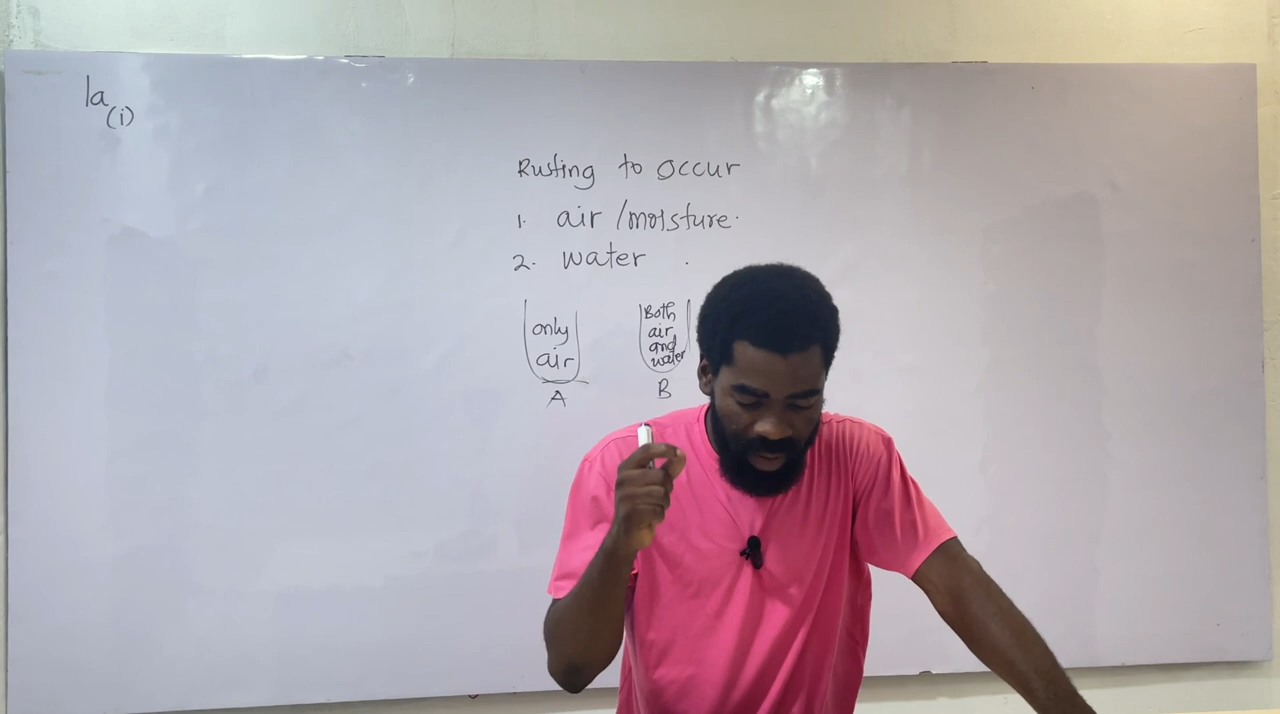 1a
(i)
Rusting to occur
1. air/moisture.
2. water .
only
air
A
Both
air
and
water
B